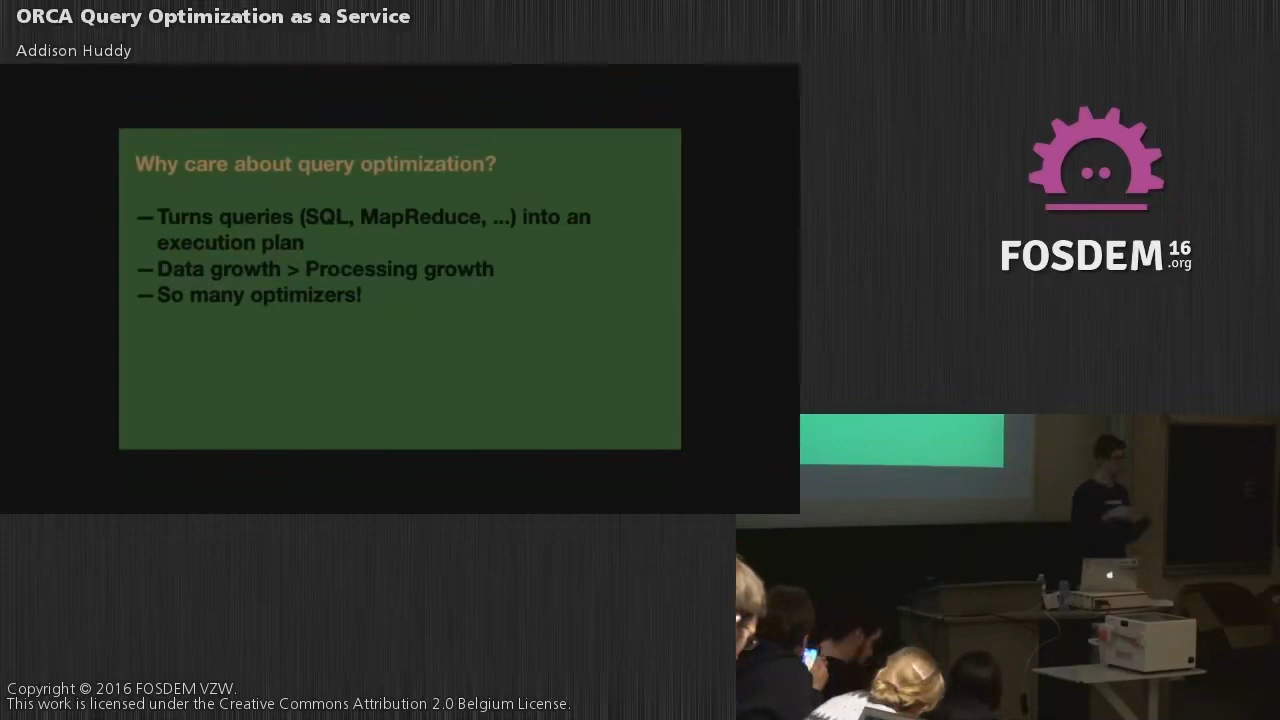 ORCA Query Optimization as a Service
Addison Huddy
Why care about query optimization?
— Turns queries (SQL, MapReduce, ...) into an
execution plan
— Data growth > Processing growth
— So many optimizers!
FOSDEM 16
.org
Copyright © 2016 FOSDEM VZW.
This work is licensed under the Creative Commons Attribution 2.0 Belgium License.